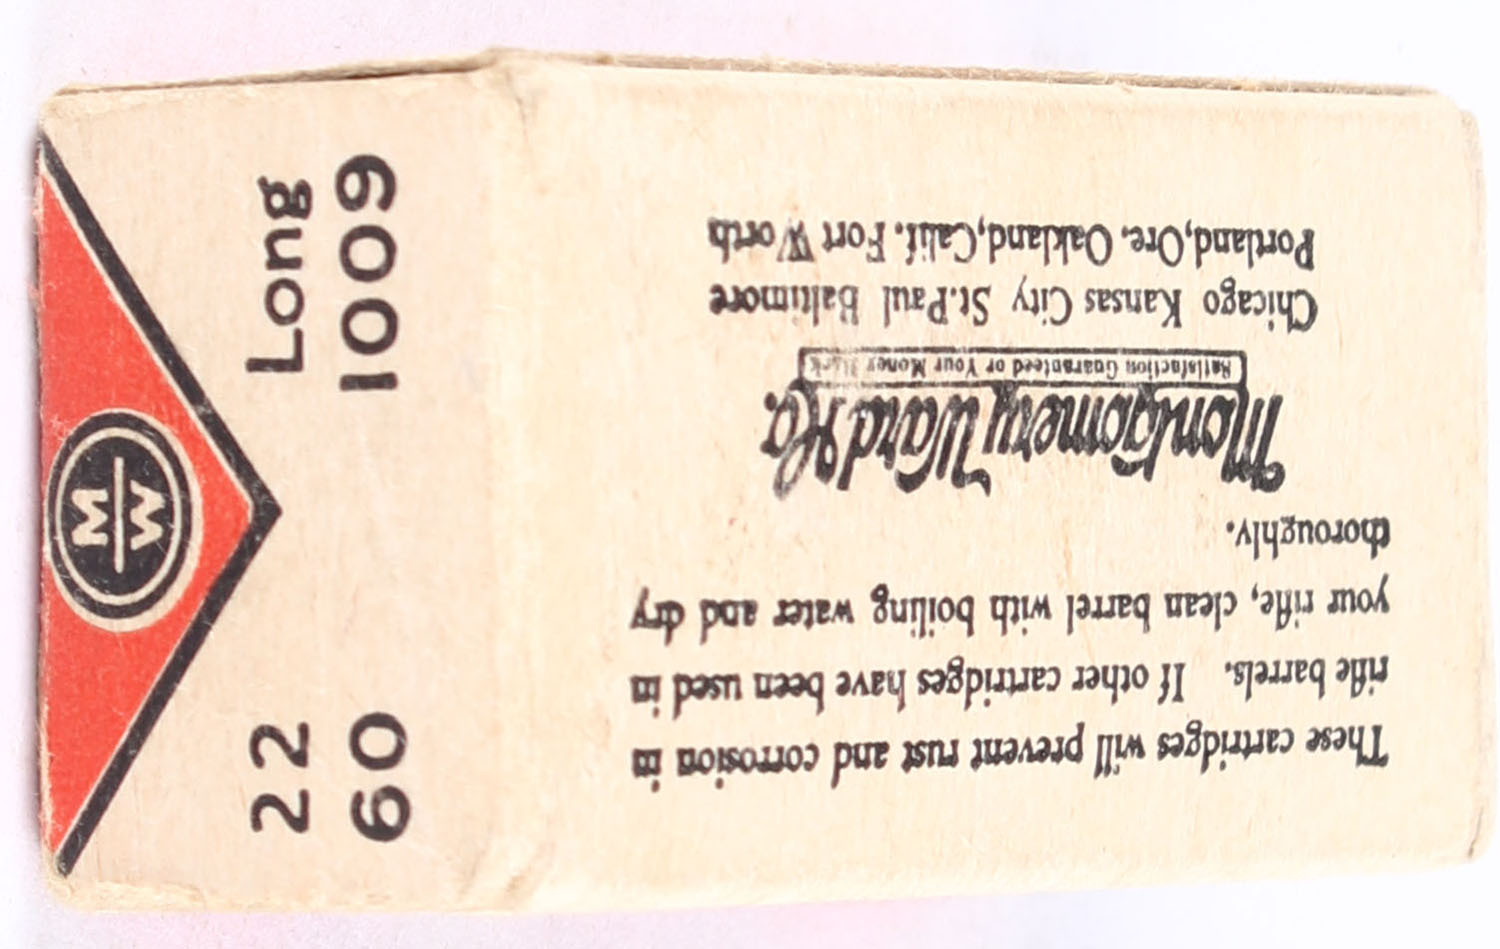 These cartridges will prevent rust and corrosion in
rifle barrels. If other cartridges have been used in
your rifle, clean barrel with boiling water and dry
thoroughly.
Montgomery Ward & Co.
Satisfaction Guaranteed or Your Money Back
Chicago Kansas City St. Paul Baltimore
Portland, Ore. Oakland, Calif. Fort Worth
M W
22 Long
60 1009